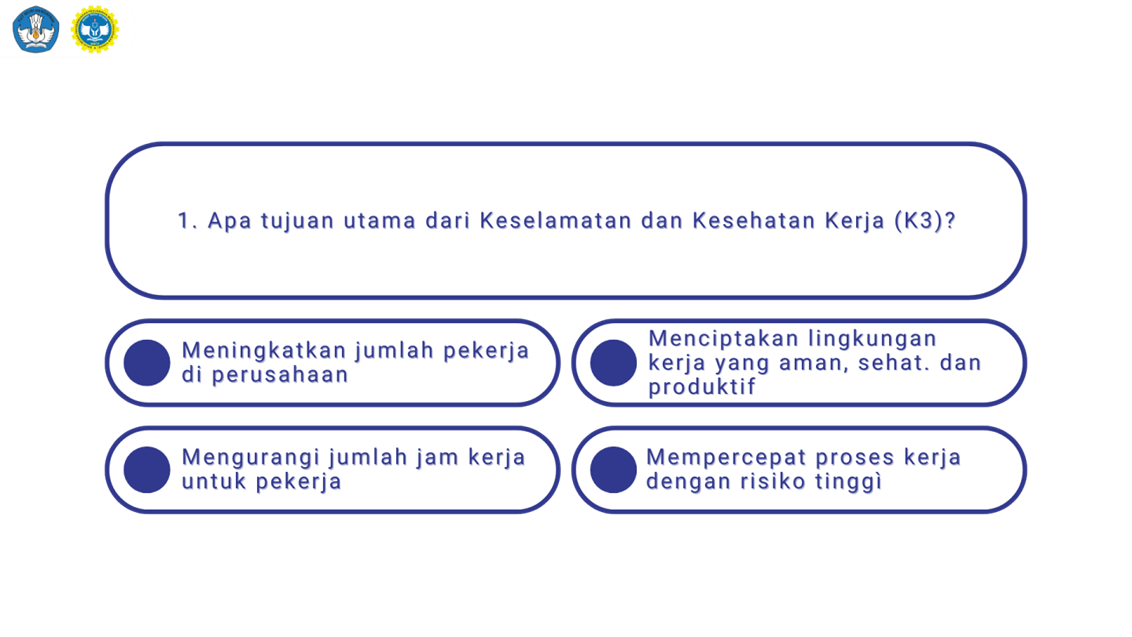 1. Apa tujuan utama dari Keselamatan dan Kesehatan Kerja (K3)?
Meningkatkan jumlah pekerja
di perusahaan
Menciptakan lingkungan
kerja yang aman, sehat. dan
produktif
Mengurangi jumlah jam kerja
untuk pekerja
Mempercepat proses kerja
dengan risiko tinggì